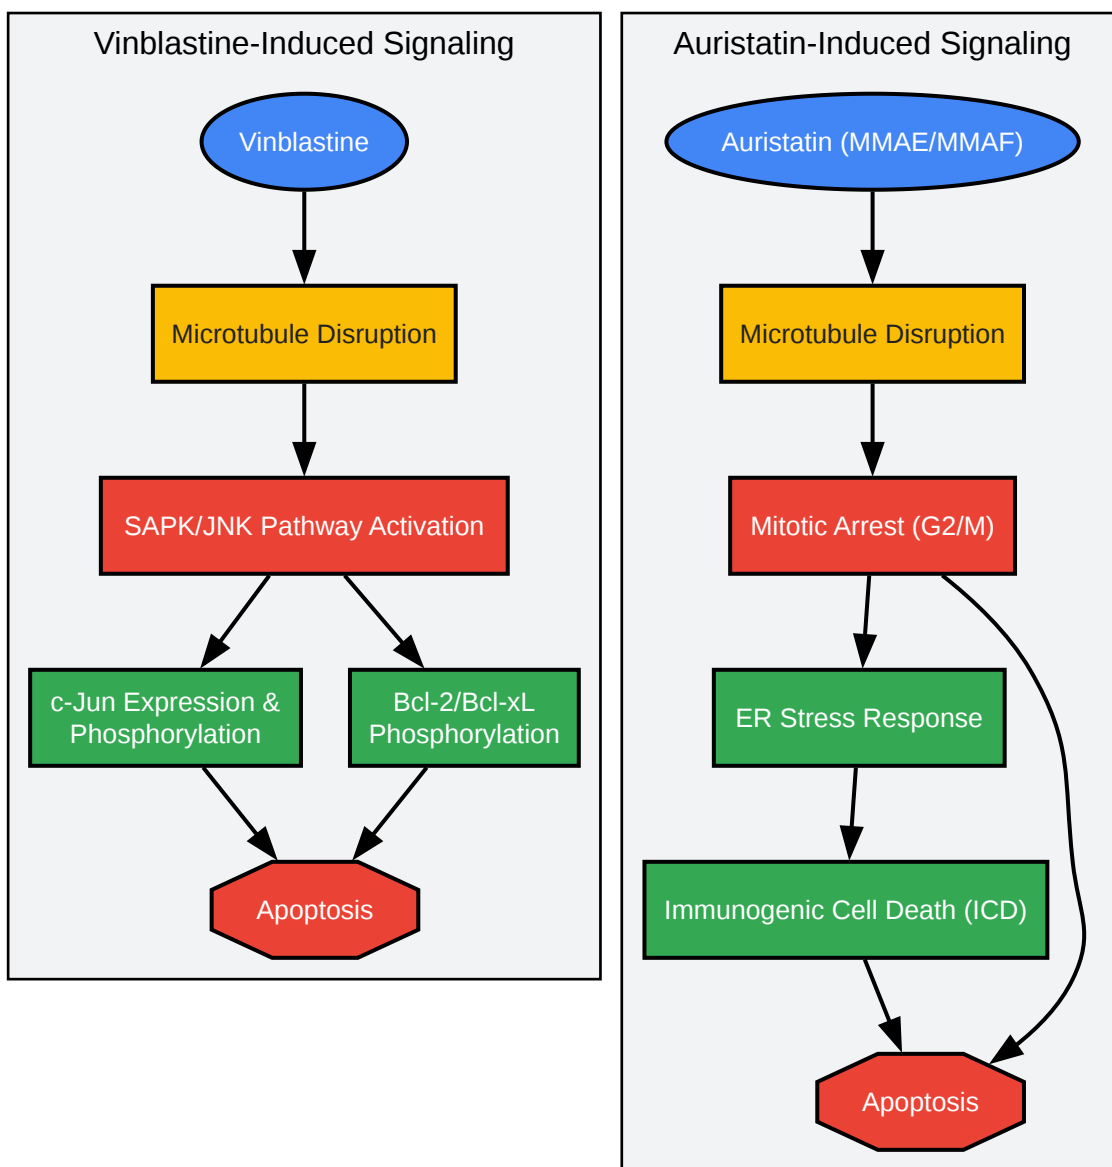 Vinblastine-Induced Signaling
Vinblastine
Microtubule Disruption
SAPK/JNK Pathway Activation
c-Jun Expression &
Phosphorylation
Bcl-2/Bcl-xL
Phosphorylation
Apoptosis
Auristatin-Induced Signaling
Auristatin (MMAE/MMAF)
Microtubule Disruption
Mitotic Arrest (G2/M)
ER Stress Response
Immunogenic Cell Death (ICD)
Apoptosis